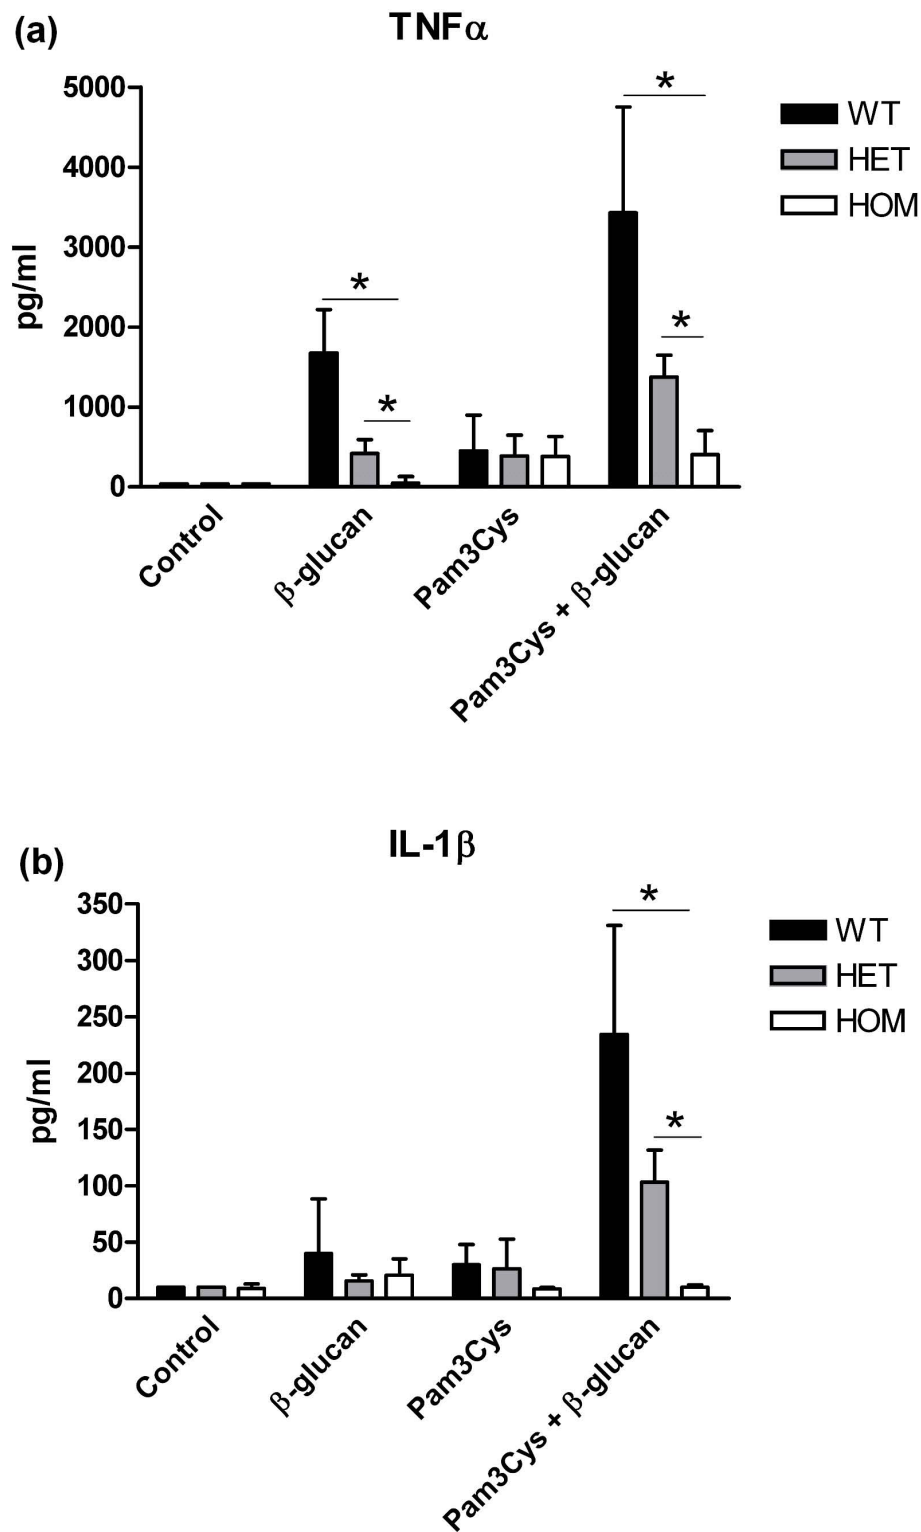 (a)
TNFα
5000
4000
3000
2000
1000
0
pg/ml
*
*
*
*
WT
HET
HOM
Control
β-glucan
Pam3Cys
Pam3Cys + β-glucan
(b)
IL-1β
350
300
250
200
150
100
50
0
pg/ml
*
*
WT
HET
HOM
Control
β-glucan
Pam3Cys
Pam3Cys + β-glucan